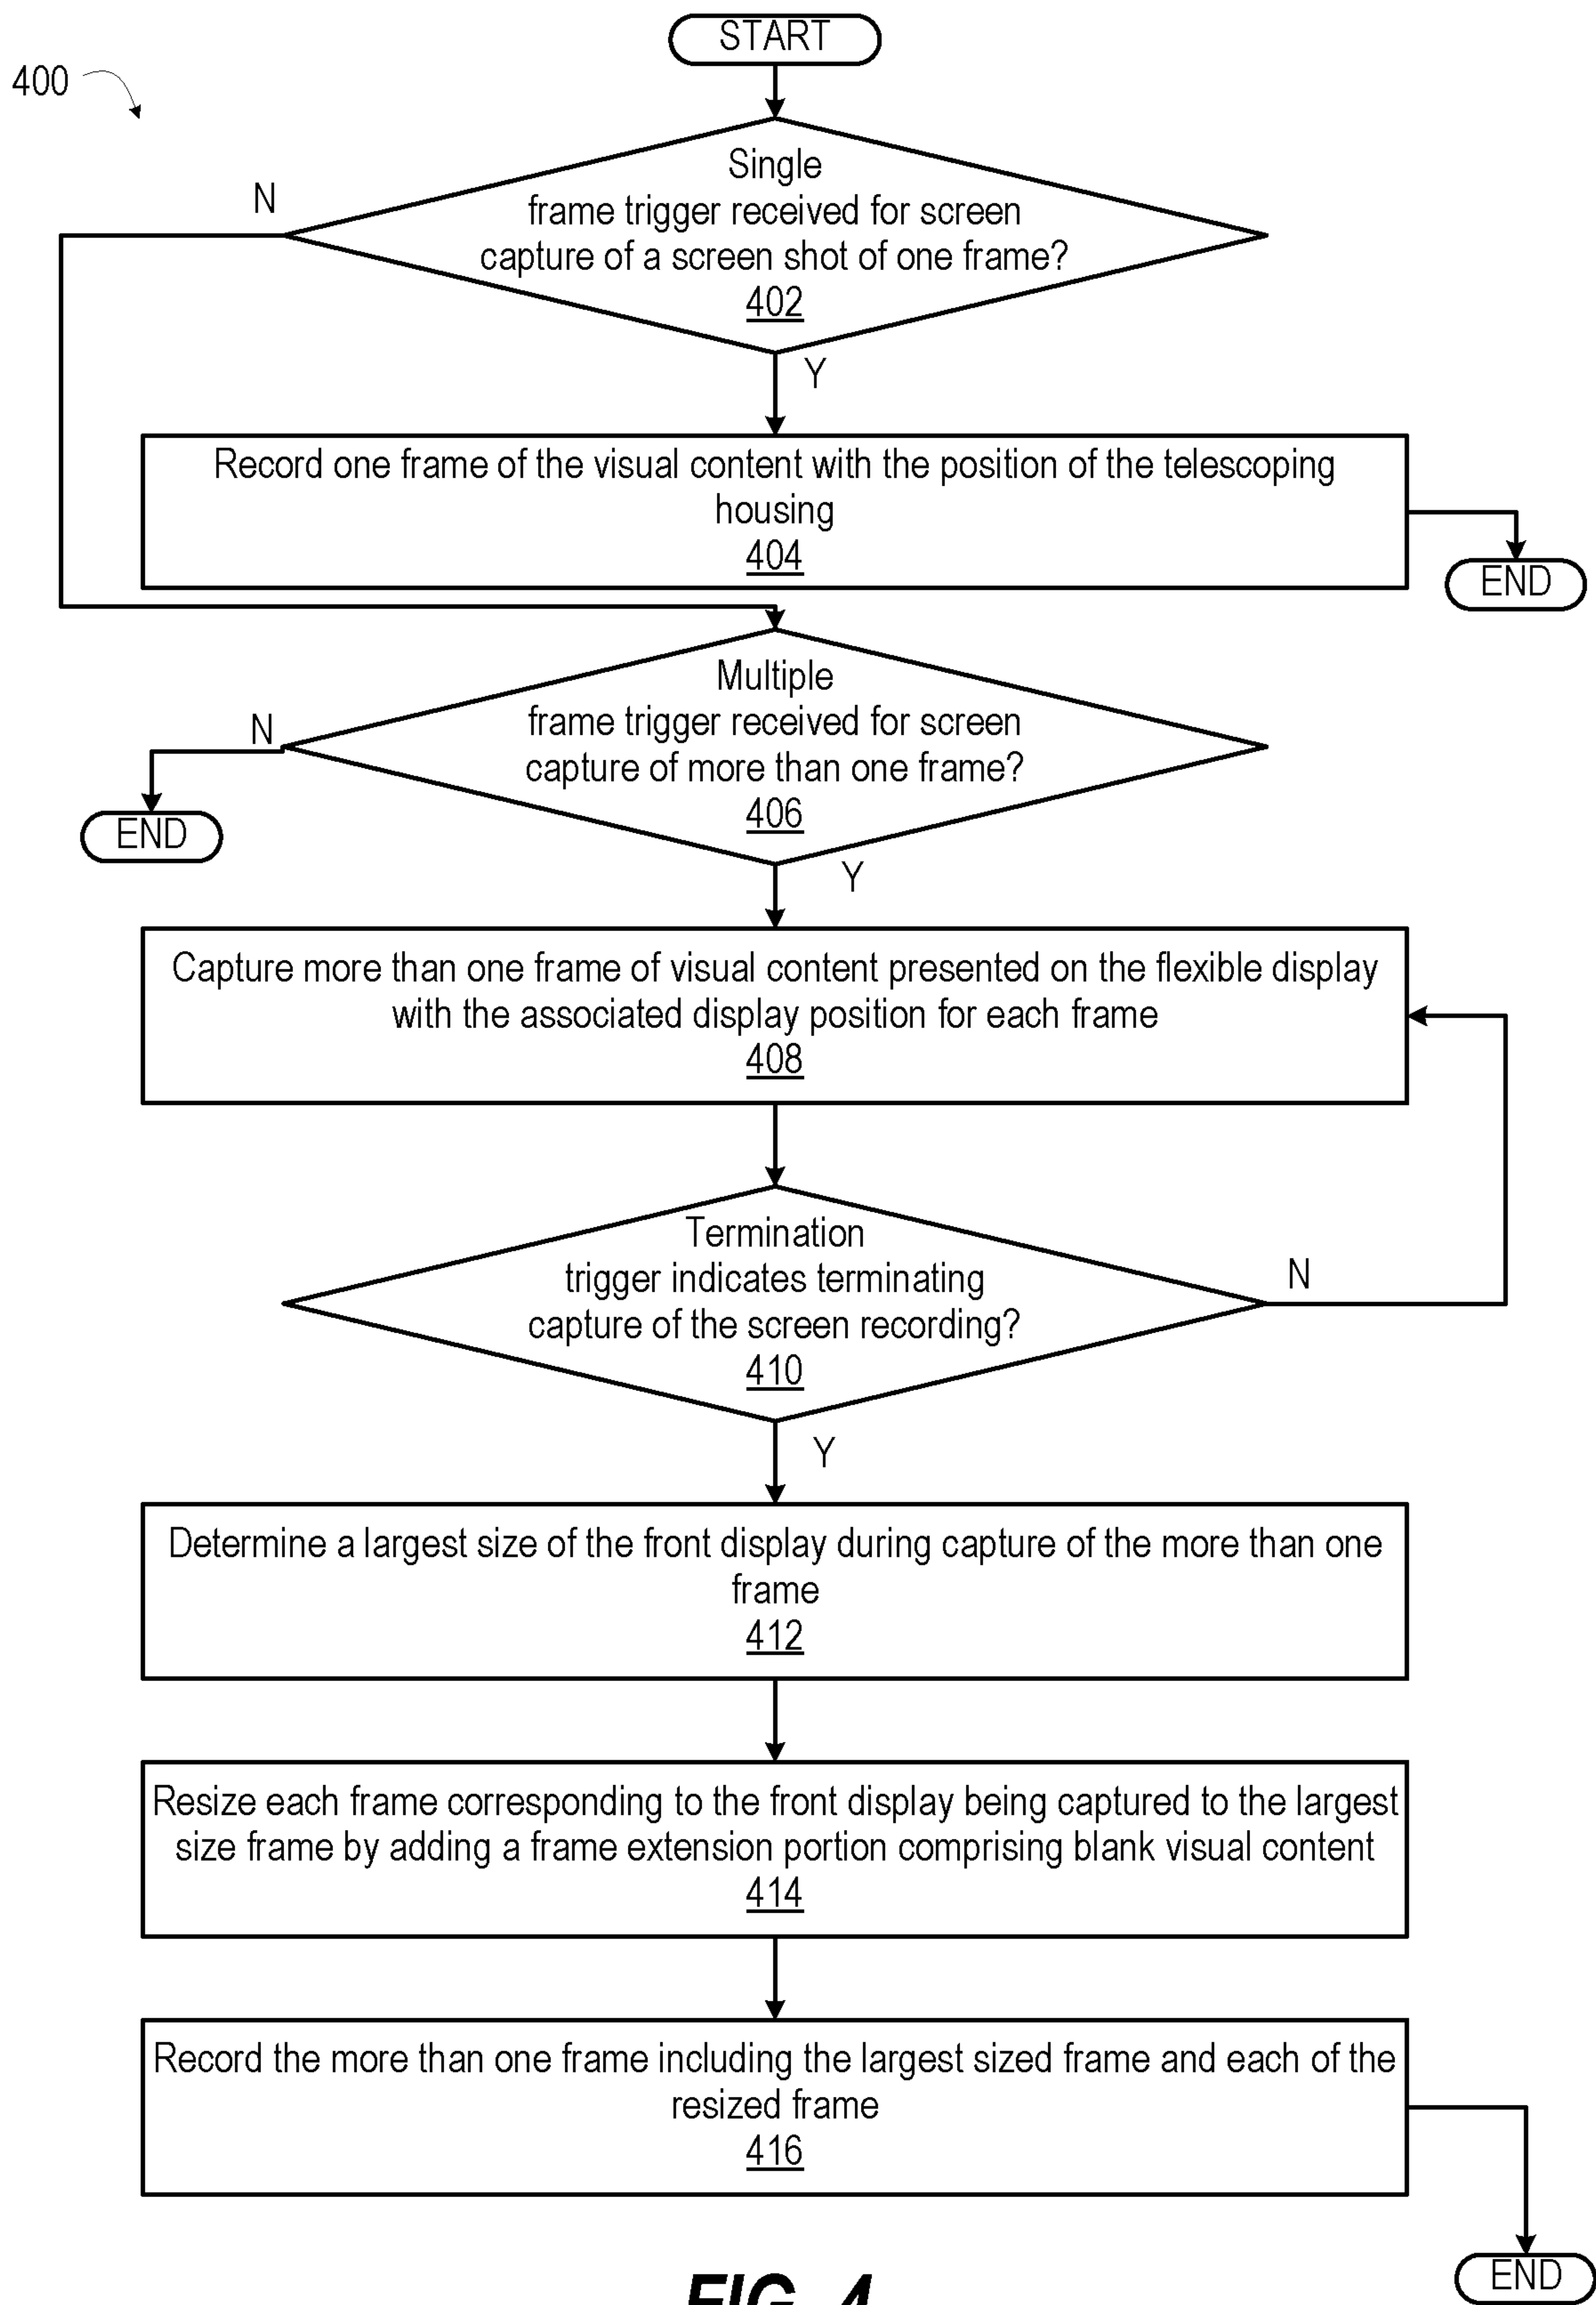 START
400
Single
frame trigger received for screen
capture of a screen shot of one frame?
402
N
Y
Record one frame of the visual content with the position of the telescoping
housing
404
END
Multiple
frame trigger received for screen
capture of more than one frame?
406
N
END
Y
Capture more than one frame of visual content presented on the flexible display
with the associated display position for each frame
408
Termination
trigger indicates terminating
capture of the screen recording?
410
N
Y
Determine a largest size of the front display during capture of the more than one
frame
412
Resize each frame corresponding to the front display being captured to the largest
size frame by adding a frame extension portion comprising blank visual content
414
Record the more than one frame including the largest sized frame and each of the
resized frame
416
END
FIG. 4